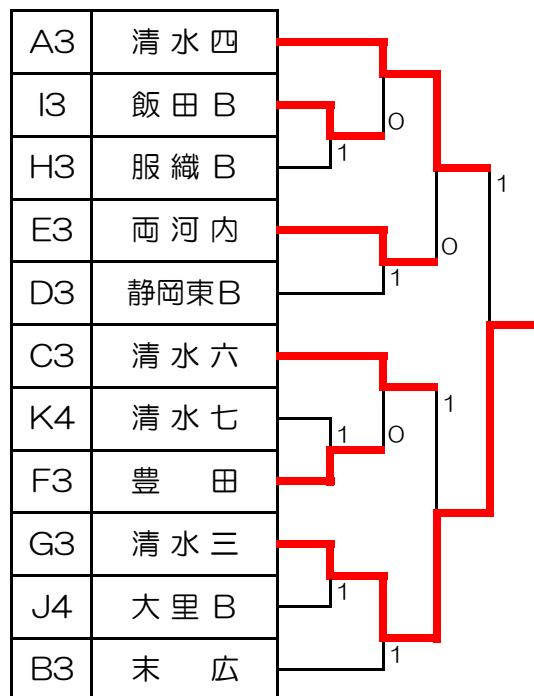 A3 清水四
I3 飯田B
H3 服織B
E3 両河内
D3 静岡東B
C3 清水六
K4 清水七
F3 豊田
G3 清水三
J4 大里B
B3 末広
0
1
1
0
1
1
1
0
1
1